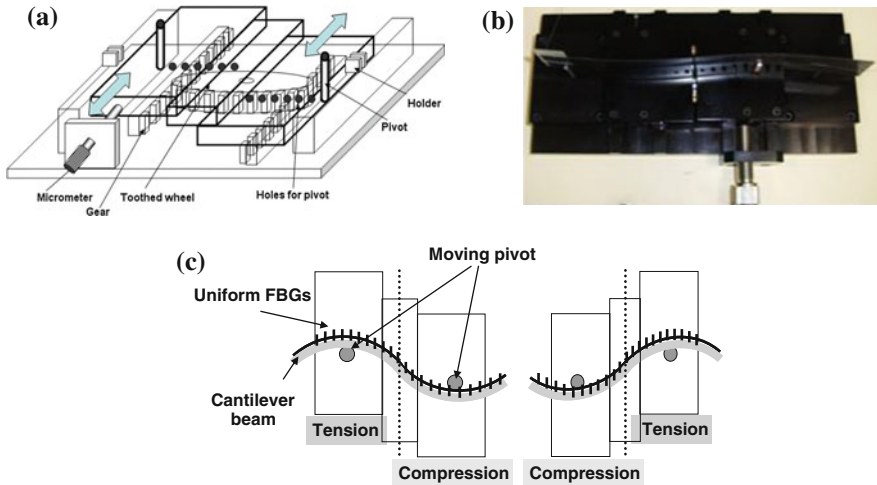 (a)
Holder
Pivot
Micrometer
Gear
Toothed wheel
Holes for pivot
(b)
(c)
Moving pivot
Uniform FBGs
Cantilever
beam
Tension
Compression
Compression
Tension